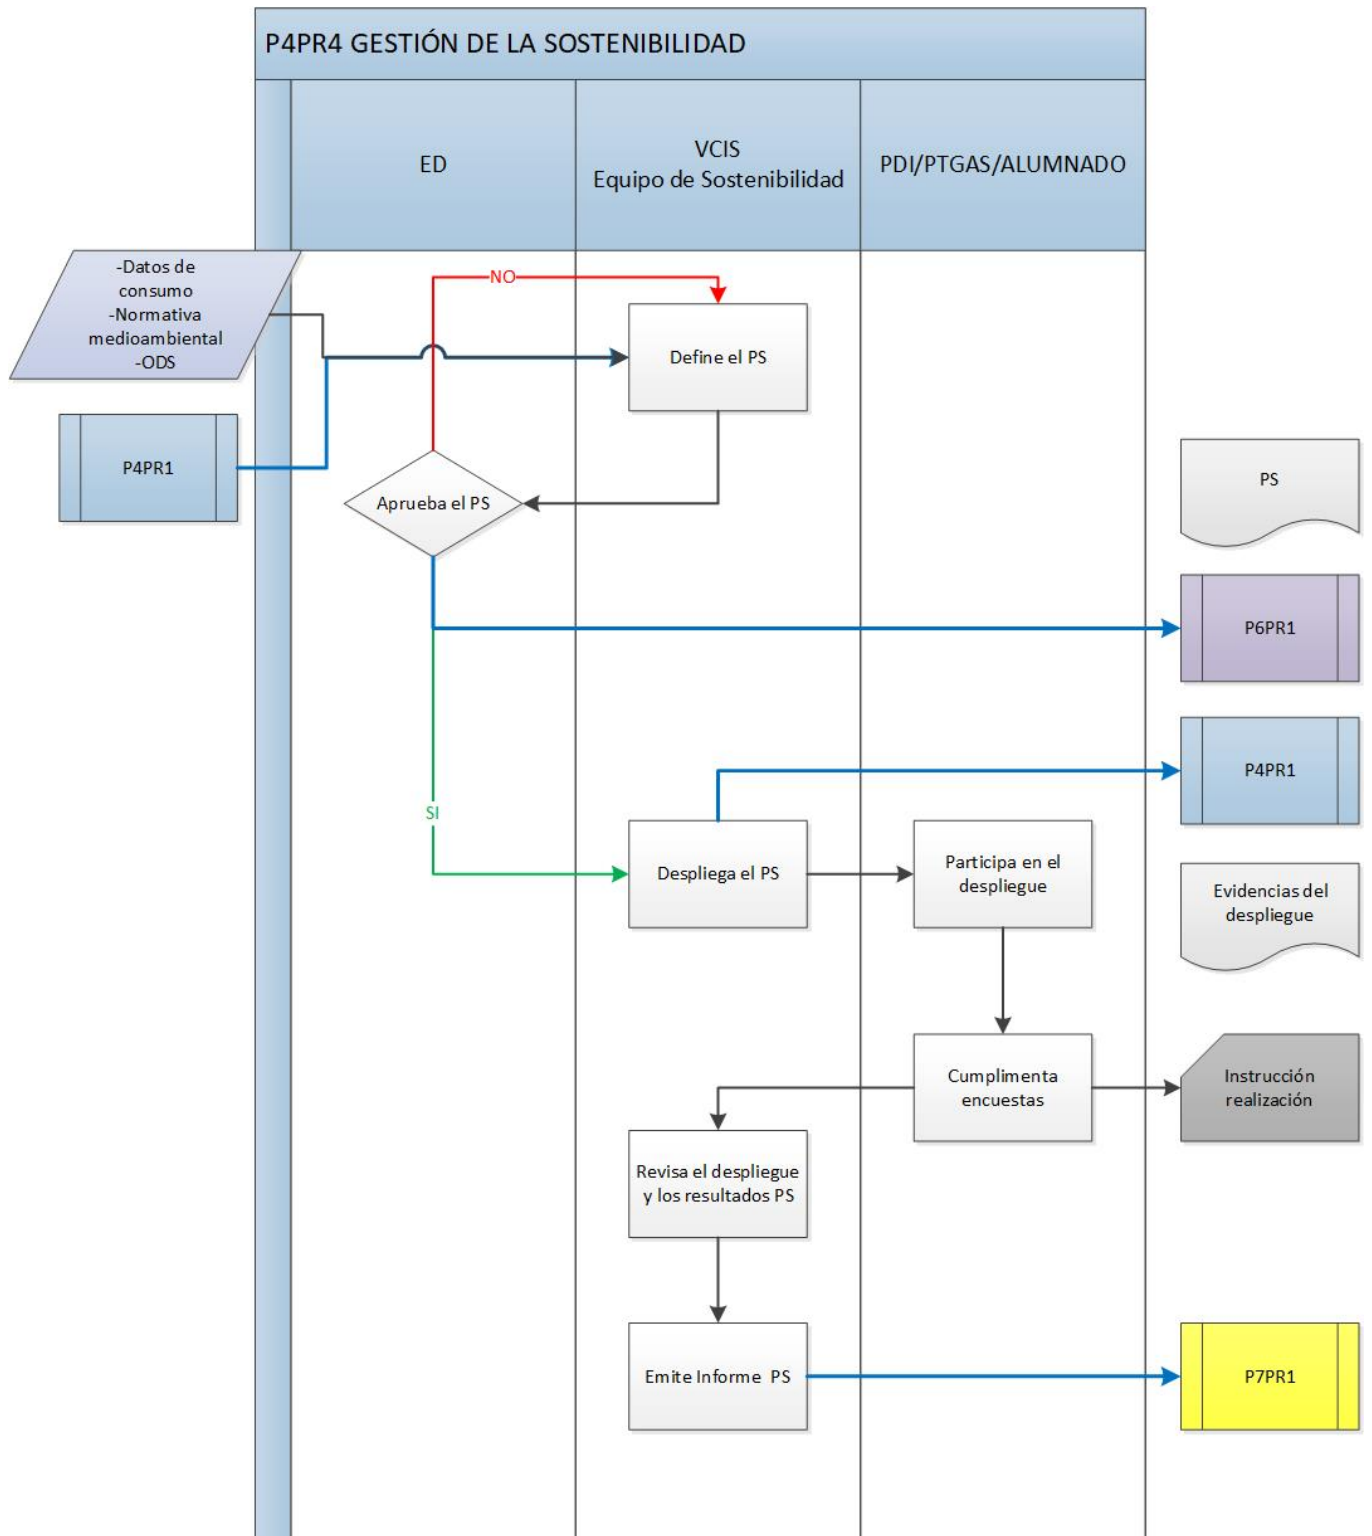 P4PR4 GESTIÓN DE LA SOSTENIBILIDAD
ED
VCIS
Equipo de Sostenibilidad
PDI/PTGAS/ALUMNADO
-Datos de
consumo
-Normativa
medioambiental
-ODS
NO
Define el PS
P4PR1
Aprueba el PS
PS
P6PR1
P4PR1
SI
Despliega el PS
Participa en el
despliegue
Evidencias del
despliegue
Cumplimenta
encuestas
Instrucción
realización
Revisa el despliegue
y los resultados PS
Emite Informe PS
P7PR1